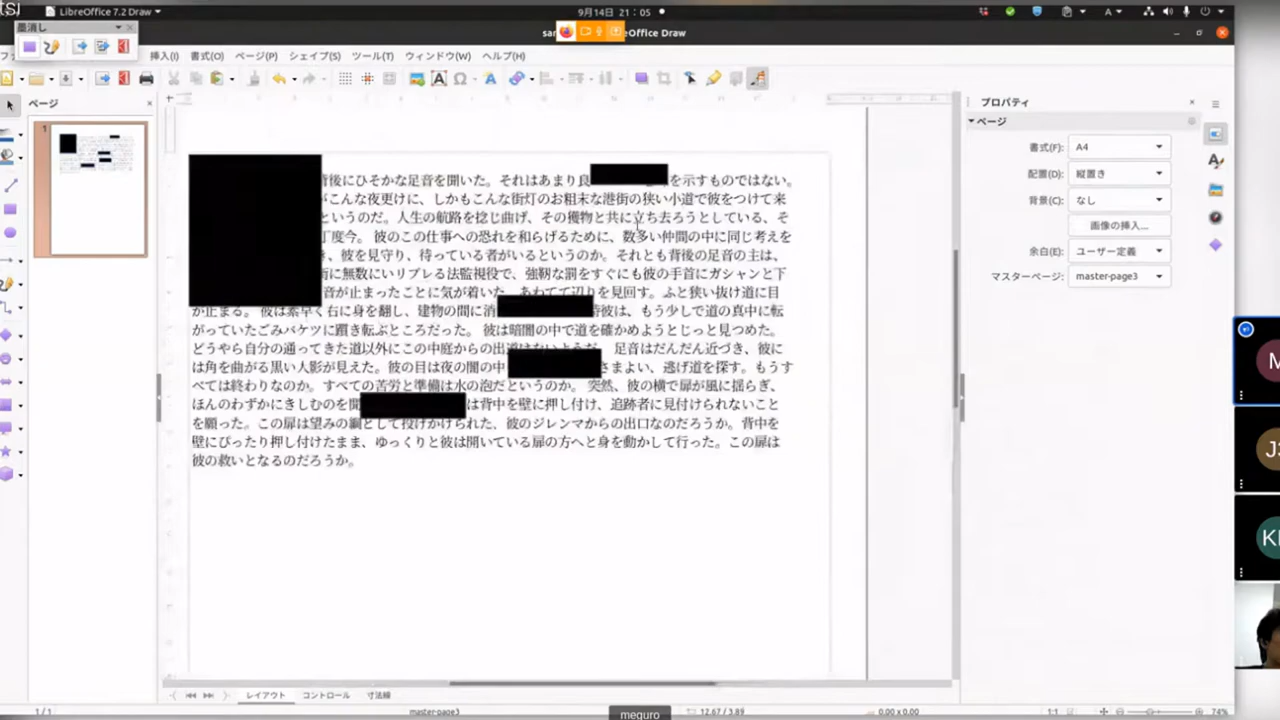 LibreOffice 7.2 Draw
9月14日 21:05
墨消し
eOffice Draw
挿入(I) 書式(O) ページ(P) シェイプ(S) ツール(T) ウィンドウ(W) ヘルプ(H)
ページ
1
プロパティ
ページ
書式(F): A4
配置(D): 縦置き
背景(C): なし
画像の挿入...
余白(E): ユーザー定義
マスターページ: master-page3
背後にひそかな足音を聞いた。それはあまり良 を示すものではない。
がこんな夜更けに、しかもこんな街灯のお粗末な港街の狭い小道で彼をつけて来
というのだ。人生の航路を捻じ曲げ、その獲物と共に立ち去ろうとしている、そ
丁度今。 彼のこの仕事への恐れを和らげるために、数多い仲間の中に同じ考えを
き、彼を見守り、待っている者がいるというのか。それとも背後の足音の主は、
街に無数にいリブレる法監視役で、強靭な罰をすぐにも彼の手首にガシャンと下
音が止まったことに気が着いた。あわてて辺りを見回す。ふと狭い抜け道に目
が止まる。 彼は素早く右に身を翻し、建物の間に消 時彼は、もう少しで道の真中に転
がっていたごみバケツに躓き転ぶところだった。 彼は暗闇の中で道を確かめようとじっと見つめた。
どうやら自分の通ってきた道以外にこの中庭からの出道はないようだ。 足音はだんだん近づき、彼に
は角を曲がる黒い人影が見えた。彼の目は夜の闇の中 さまよい、逃げ道を探す。もうす
べては終わりなのか。すべての苦労と準備は水の泡だというのか。 突然、彼の横で扉が風に揺らぎ、
ほんのわずかにきしむのを聞 は背中を壁に押し付け、追跡者に見付けられないこと
を願った。この扉は望みの綱として投げかけられた、彼のジレンマからの出口なのだろうか。背中を
壁にぴったり押し付けたまま、ゆっくりと彼は開いている扉の方へと身を動かして行った。この扉は
彼の救いとなるのだろうか。
レイアウト コントロール 寸法線
1/1 master-page3 12.67 / 3.89 0.00 x 0.00 1:1 74%
meguro
M
J
K